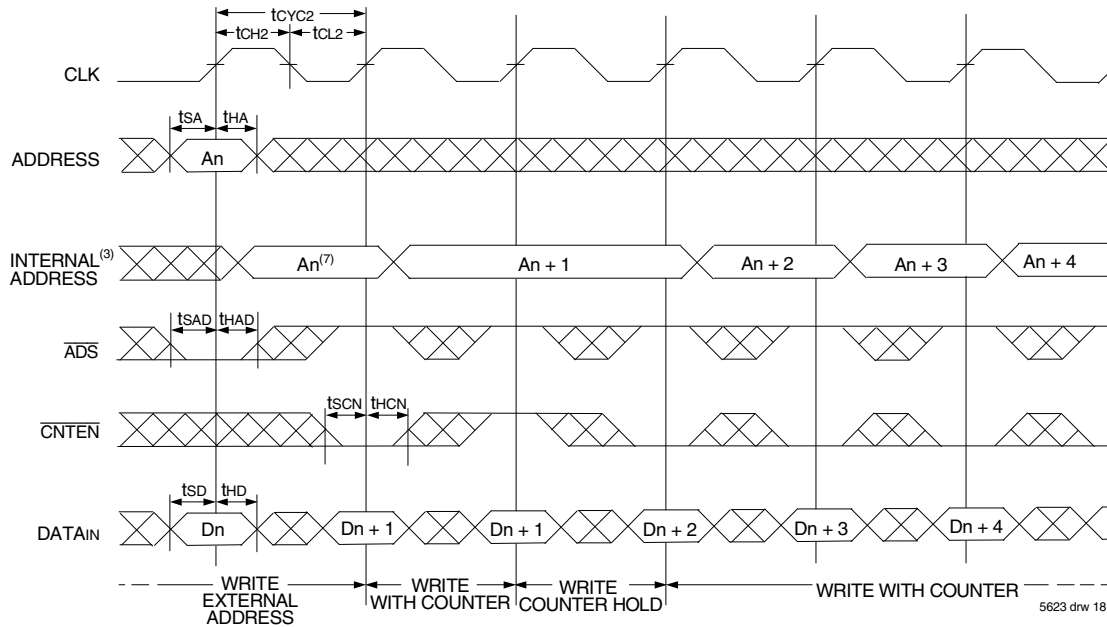 tCYC2
tCH2 tCL2
CLK
tSA tHA
ADDRESS An
INTERNAL(3)
ADDRESS
An(7) An + 1 An + 2 An + 3 An + 4
tSAD tHAD
ADS
tSCN tHCN
CNTEN
tSD tHD
DATAIN Dn Dn + 1 Dn + 1 Dn + 2 Dn + 3 Dn + 4
WRITE
EXTERNAL
ADDRESS
WRITE
WITH COUNTER
WRITE
COUNTER HOLD
WRITE WITH COUNTER
5623 drw 18